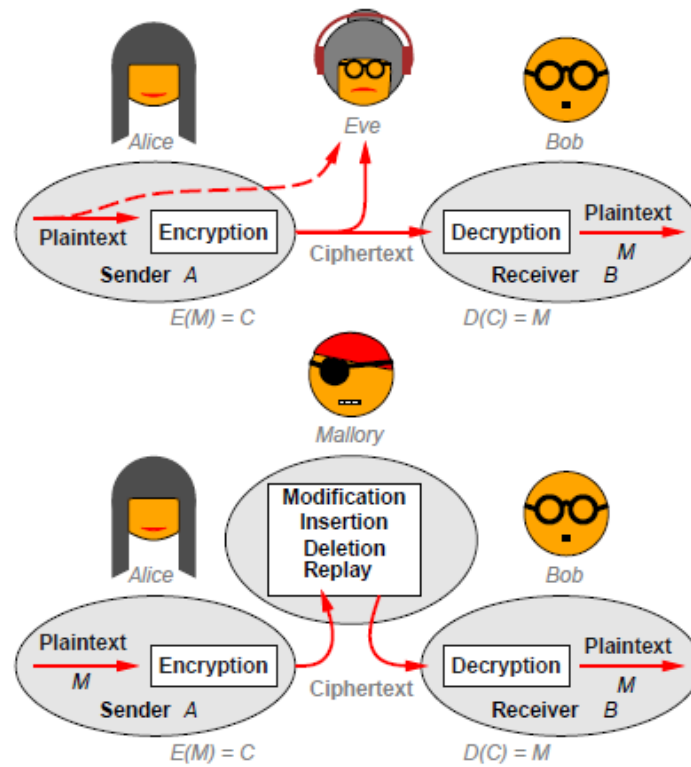 Alice
Eve
Bob
Plaintext
Encryption
Sender A
Ciphertext
Decryption
Plaintext
M
Receiver B
E(M) = C
D(C) = M
Mallory
Modification
Insertion
Deletion
Replay
Alice
Bob
Plaintext
M
Encryption
Sender A
Ciphertext
Decryption
Plaintext
M
Receiver B
E(M) = C
D(C) = M